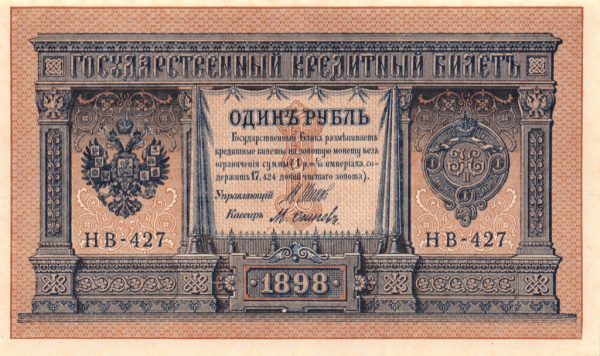 ГОСУДАРСТВЕННЫЙ КРЕДИТНЫЙ БИЛЕТЪ
ОДИНЪ РУБЛЬ
Государственный Банкъ размѣниваетъ
кредитные билеты на золотую монету безъ
ограниченія суммы (1 р. = 1/15 имперiала, со-
держитъ 17,424 долей чистаго золота).
Управляющій
Кассиръ
НВ-427
НВ-427
1898